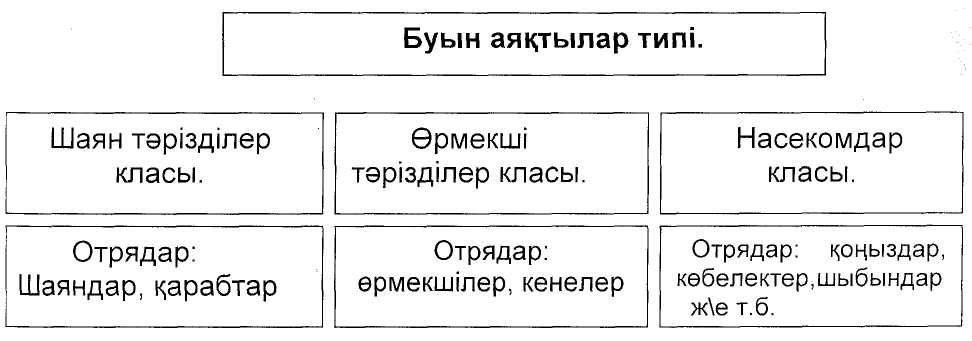 Буын аяқтылар типі.
Шаян тәрізділер
класы.
Өрмекші
тәрізділер класы.
Насекомдар
класы.
Отрядар:
Шаяндар, қарабтар
Отрядар:
өрмекшілер, кенелер
Отрядар: қоңыздар,
көбелектер,шыбындар
ж\е т.б.